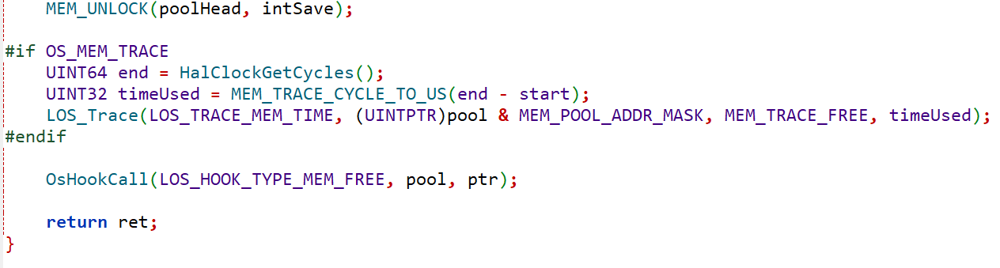 MEM_UNLOCK(poolHead, intSave);
#if OS_MEM_TRACE
UINT64 end = HalClockGetCycles();
UINT32 timeUsed = MEM_TRACE_CYCLE_TO_US(end - start);
LOS_Trace(LOS_TRACE_MEM_TIME, (UINTPTR)pool & MEM_POOL_ADDR_MASK, MEM_TRACE_FREE, timeUsed);
#endif
OsHookCall(LOS_HOOK_TYPE_MEM_FREE, pool, ptr);
return ret;
}